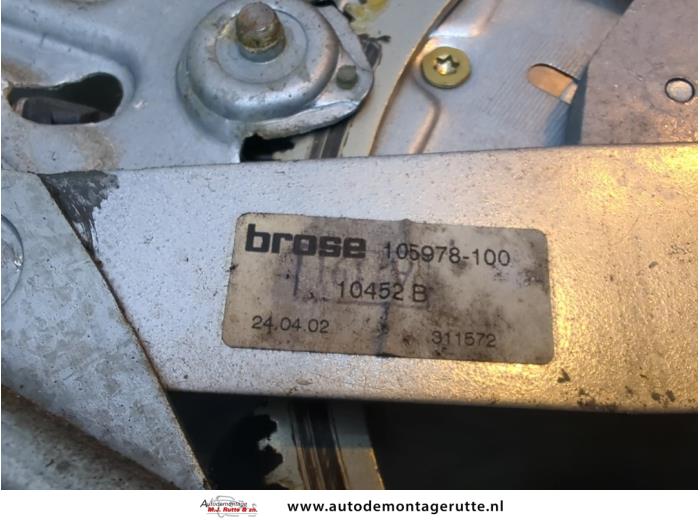 brose 105978-100
10452 B
24.04.02 311572
Autodemontage
M.J. Rutte & zn.
www.autodemontagerutte.nl